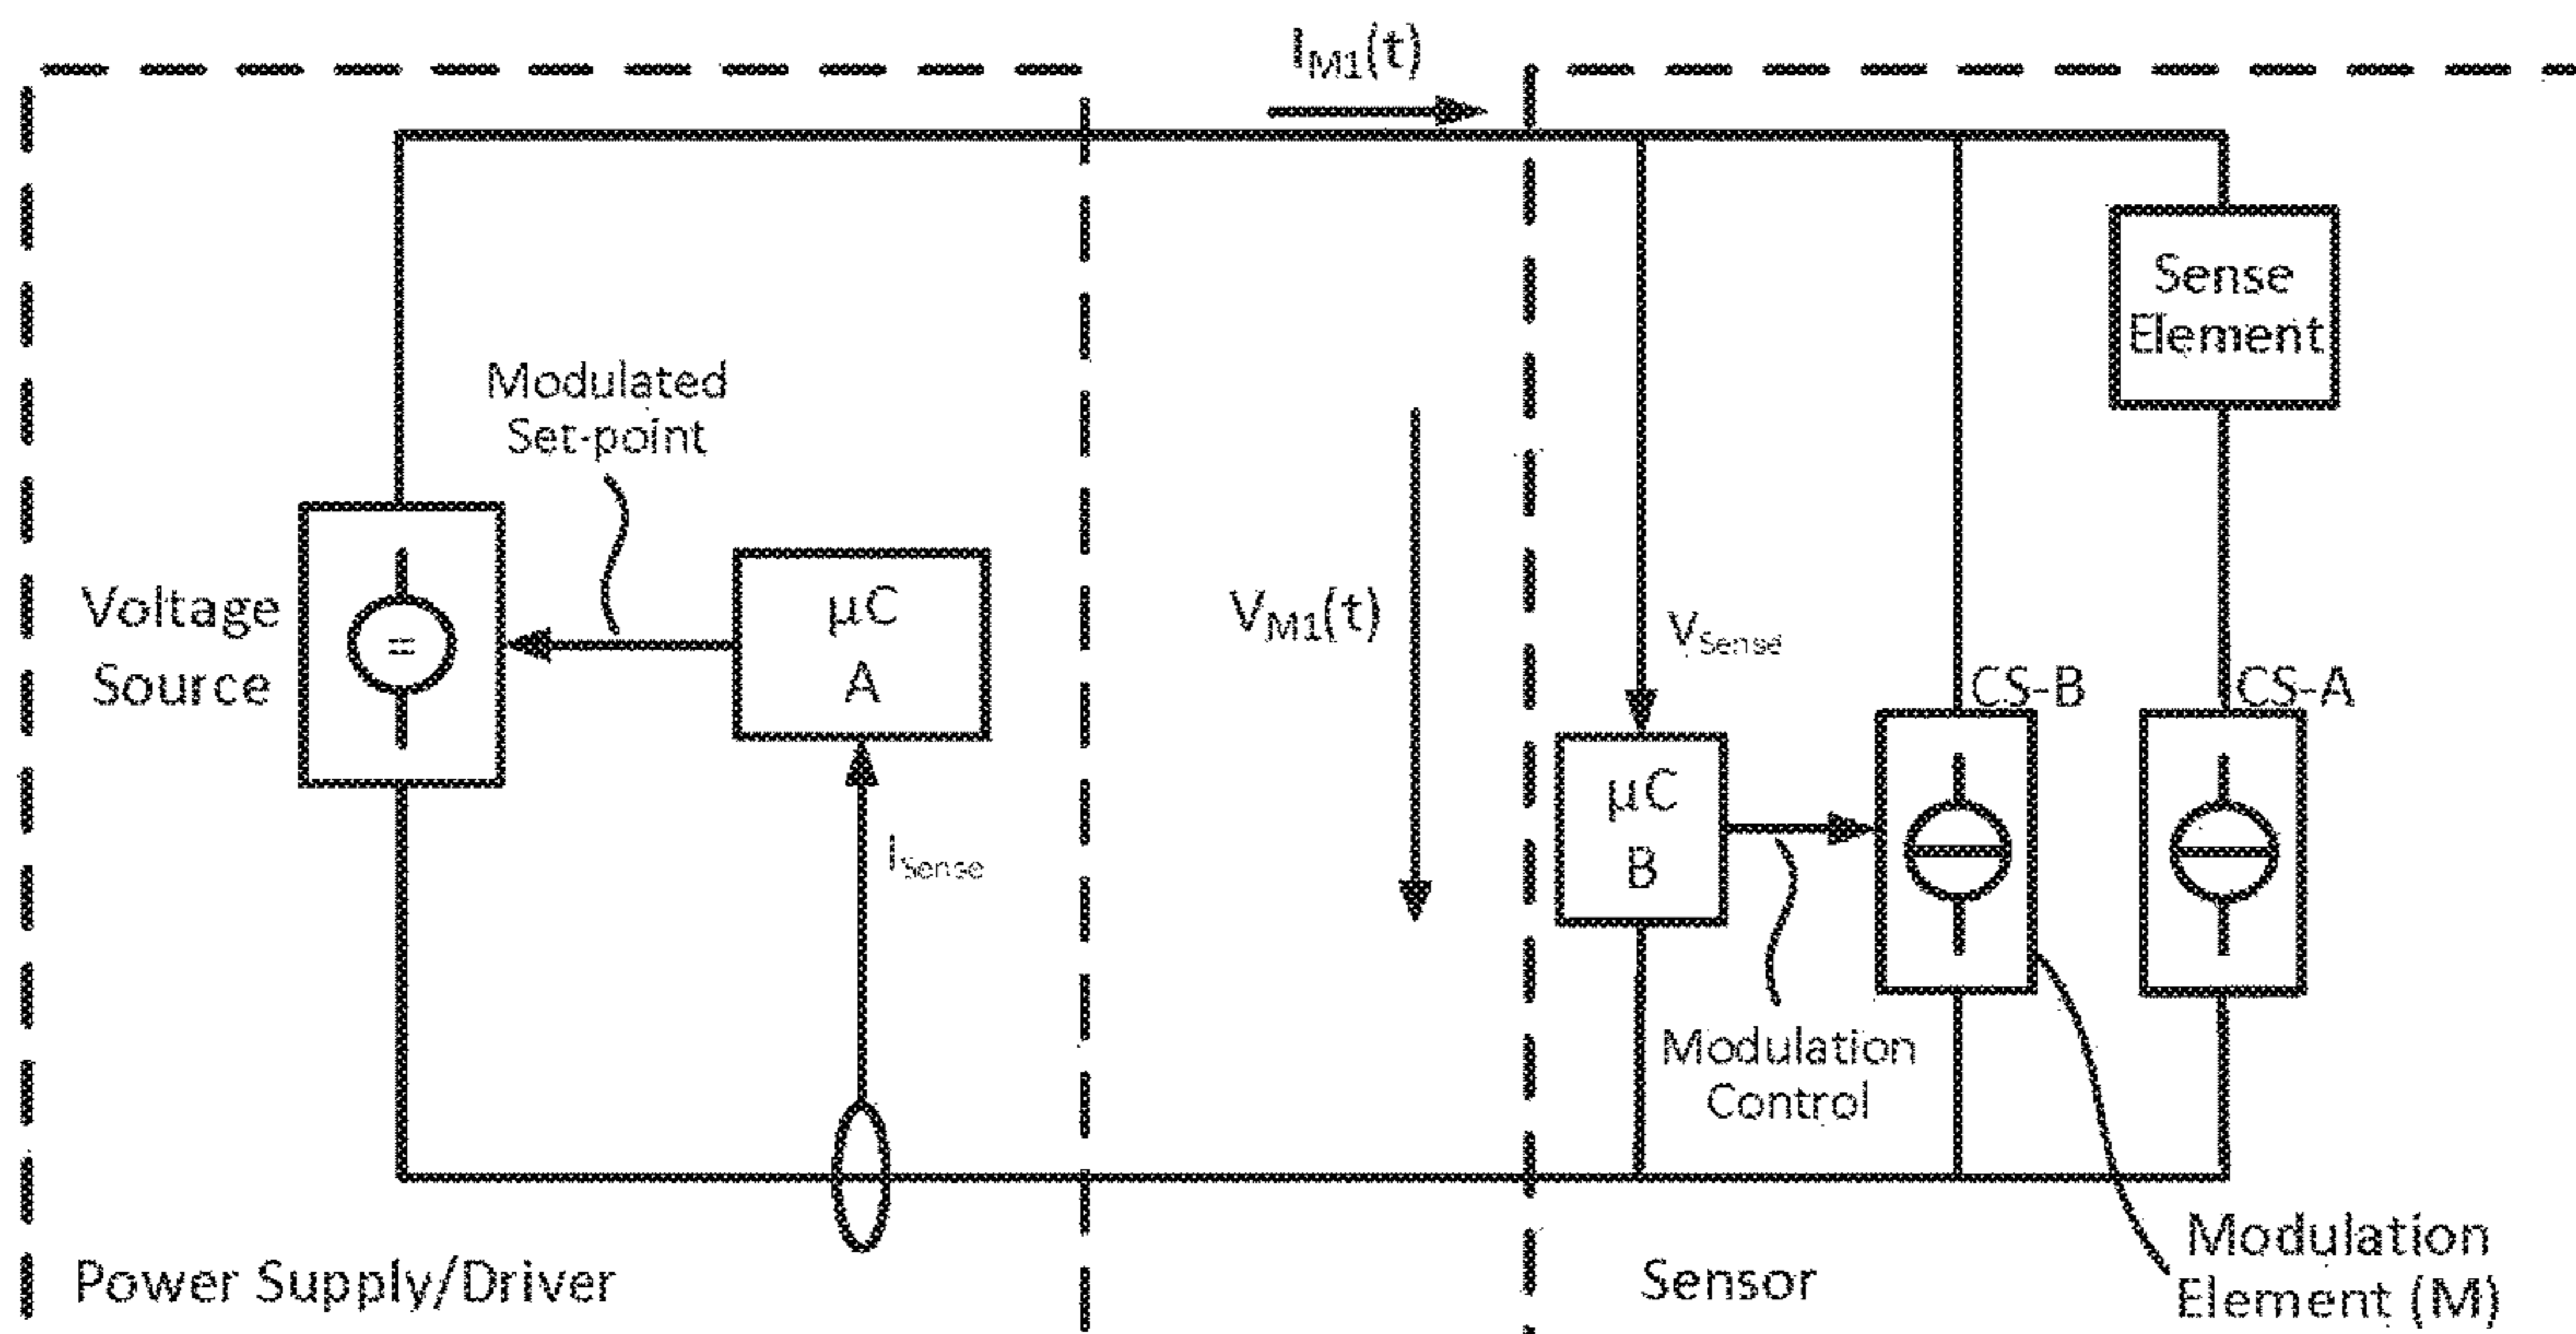 I_M1(t)
Sense
Element
Modulated
Set-point
Voltage
Source
=
µC
A
I_Sense
V_M1(t)
V_Sense
µC
B
CS-B
CS-A
Modulation
Control
Power Supply/Driver
Sensor
Modulation
Element (M)